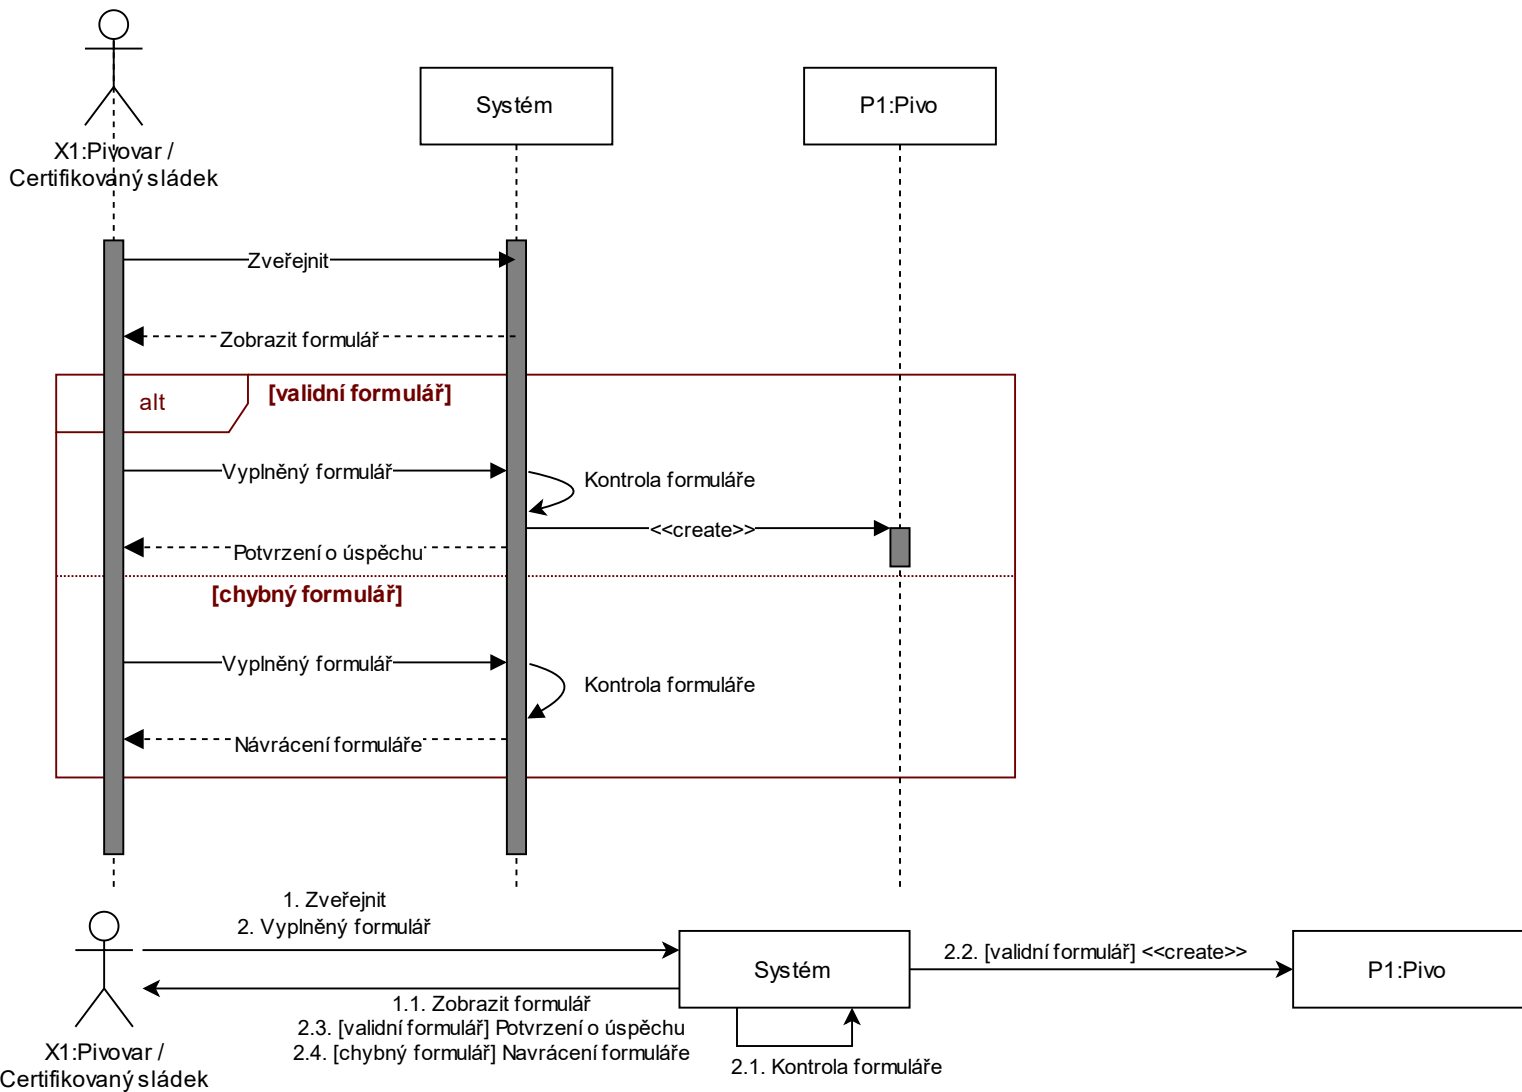 X1:Pivovar /
Certifikovaný sládek
Systém
P1:Pivo
Zveřejnit
Zobrazit formulář
alt
[validní formulář]
Vyplněný formulář
Kontrola formuláře
<<create>>
Potvrzení o úspěchu
[chybný formulář]
Vyplněný formulář
Kontrola formuláře
Návrácení formuláře
1. Zveřejnit
2. Vyplněný formulář
2.2. [validní formulář] <<create>>
Systém
P1:Pivo
1.1. Zobrazit formulář
2.3. [validní formulář] Potvrzení o úspěchu
2.4. [chybný formulář] Navrácení formuláře
2.1. Kontrola formuláře
X1:Pivovar /
Certifikovaný sládek